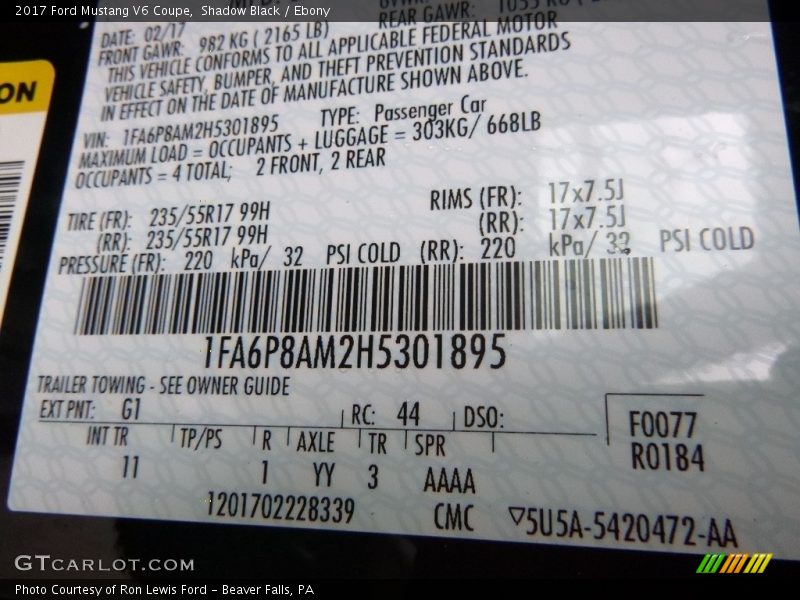 2017 Ford Mustang V6 Coupe, Shadow Black / Ebony
REAR GAWR:
DATE: 02/17
FRONT GAWR: 982 KG ( 2165 LB)
THIS VEHICLE CONFORMS TO ALL APPLICABLE FEDERAL MOTOR
VEHICLE SAFETY, BUMPER, AND THEFT PREVENTION STANDARDS
IN EFFECT ON THE DATE OF MANUFACTURE SHOWN ABOVE.
VIN: 1FA6P8AM2H5301895 TYPE: Passenger Car
MAXIMUM LOAD = OCCUPANTS + LUGGAGE = 303KG/ 668LB
OCCUPANTS = 4 TOTAL; 2 FRONT, 2 REAR
TIRE (FR): 235/55R17 99H RIMS (FR): 17x7.5J
(RR): 235/55R17 99H (RR): 17x7.5J
PRESSURE (FR): 220 kPa/ 32 PSI COLD (RR): 220 kPa/ 32 PSI COLD
1FA6P8AM2H5301895
TRAILER TOWING - SEE OWNER GUIDE
EXT PNT: G1 RC: 44 DSO:
F0077
INT TR TP/PS R AXLE TR SPR
R0184
11 1 YY 3 AAAA
1201702228339 CMC ▽5U5A-5420472-AA
ON
GTCARLOT.COM
Photo Courtesy of Ron Lewis Ford - Beaver Falls, PA